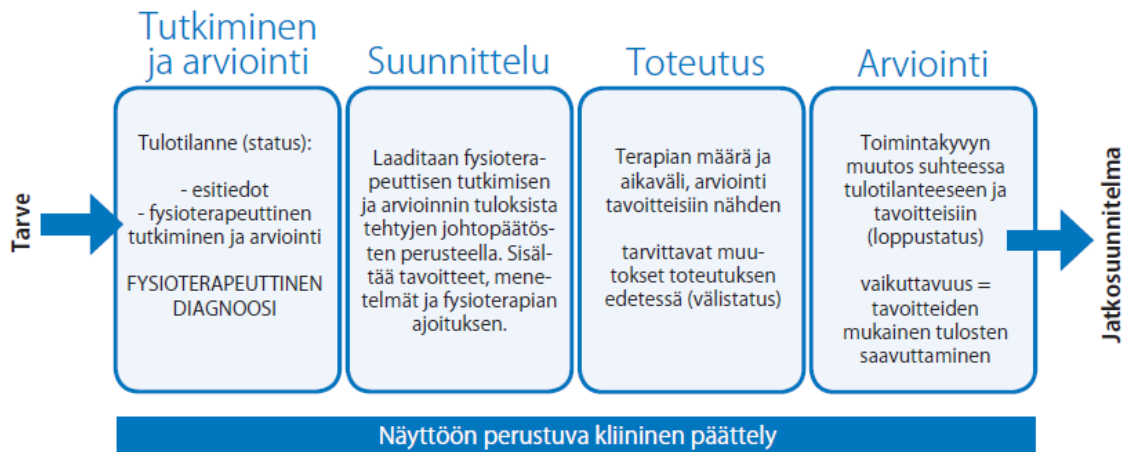 Tutkiminen
ja arviointi
Tulotilanne (status):
- esitiedot
- fysioterapeuttinen
tutkiminen ja arviointi
FYSIOTERAPEUTTINEN
DIAGNOOSI
Suunnittelu
Laaditaan fysiotera-
peuttisen tutkimisen
ja arvioinnin tuloksista
tehtyjen johtopäätös-
ten perusteella. Sisäl-
tää tavoitteet, mene-
telmät ja fysioterapian
ajoituksen.
Toteutus
Terapian määrä ja
aikaväli, arviointi
tavoitteisiin nähden
tarvittavat muu-
tokset toteutuksen
edetessä (välistatus)
Arviointi
Toimintakyvyn
muutos suhteessa
tulotilanteeseen ja
tavoitteisiin
(loppustatus)
vaikuttavuus =
tavoitteiden
mukainen tulosten
saavuttaminen
Tarve
Jatkosuunnitelma
Näyttöön perustuva kliininen päättely